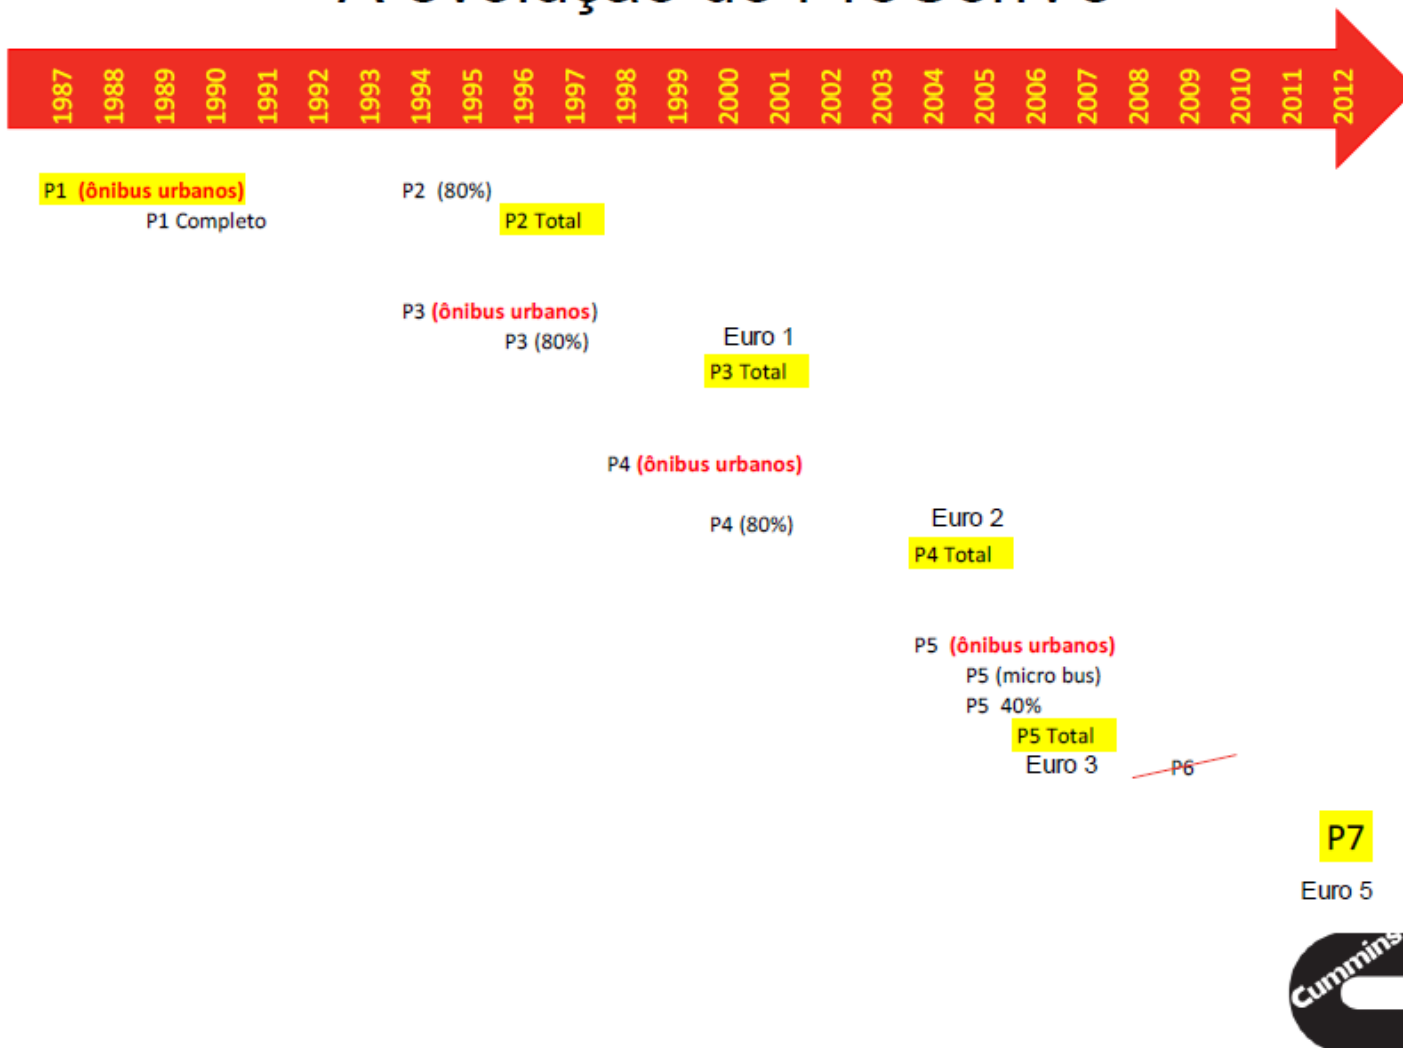 A evolução do Proconve
1987 1988 1989 1990 1991 1992 1993 1994 1995 1996 1997 1998 1999 2000 2001 2002 2003 2004 2005 2006 2007 2008 2009 2010 2011 2012
P1 (ônibus urbanos) P2 (80%)
P1 Completo P2 Total
P3 (ônibus urbanos)
P3 (80%) Euro 1
P3 Total
P4 (ônibus urbanos)
P4 (80%) Euro 2
P4 Total
P5 (ônibus urbanos)
P5 (micro bus)
P5 40%
P5 Total
Euro 3 P6
P7
Euro 5
Cummins